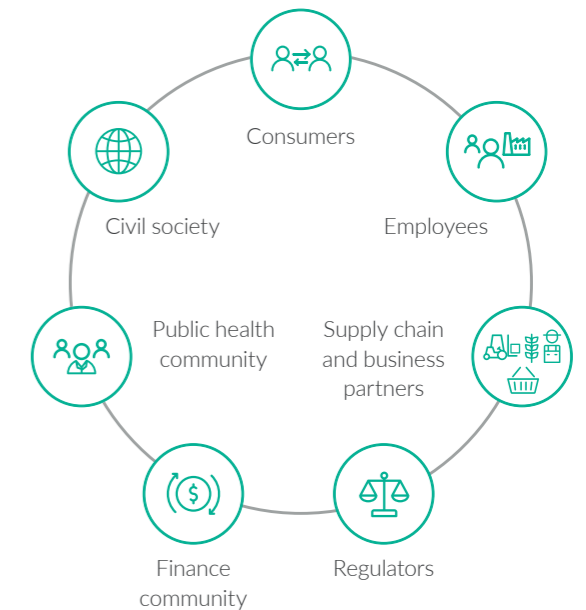 Consumers
Civil society
Employees
Public health
community
Supply chain
and business
partners
$
Finance
community
Regulators